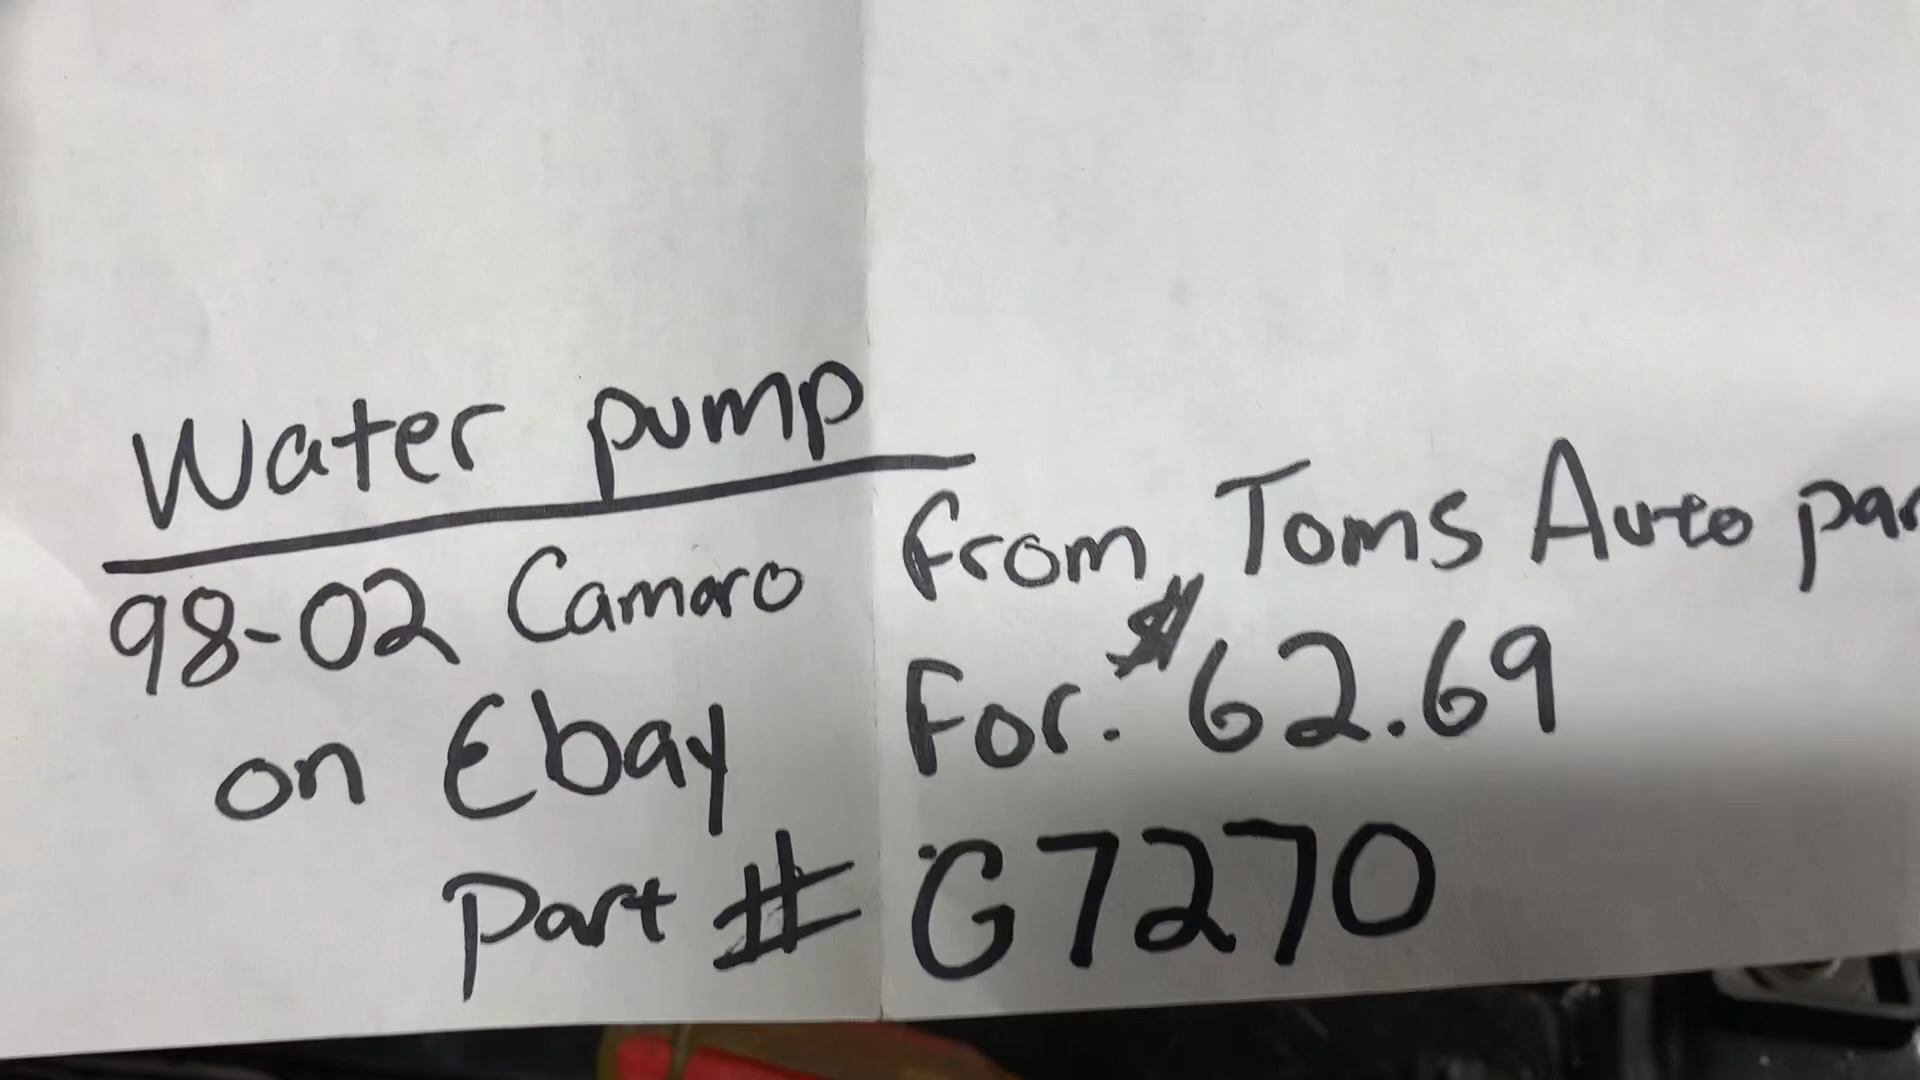 Water pump
98-02 Camaro from Toms Auto par
on Ebay For. $62.69
Part # G7270